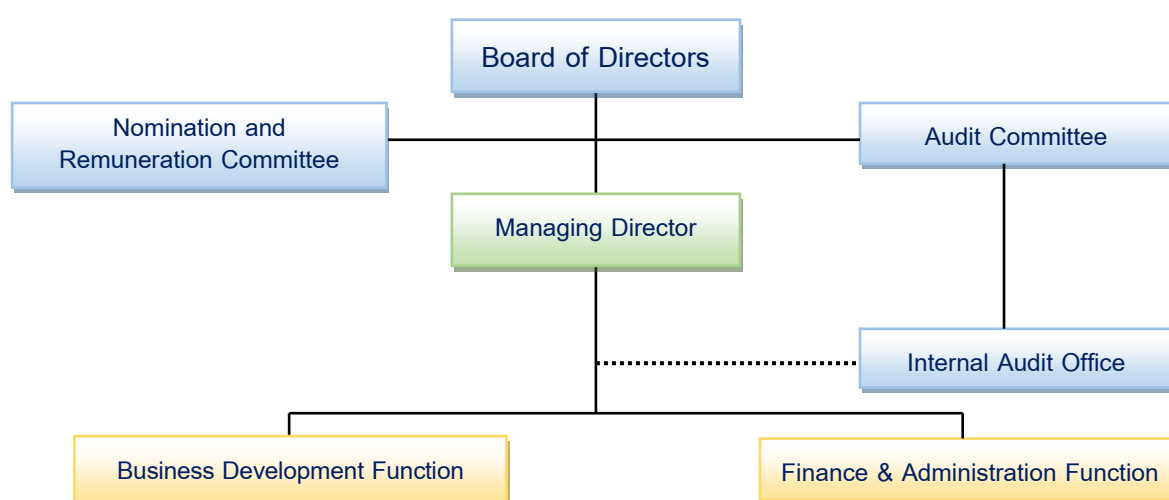 Board of Directors
Nomination and
Remuneration Committee
Audit Committee
Managing Director
Internal Audit Office
Business Development Function
Finance & Administration Function